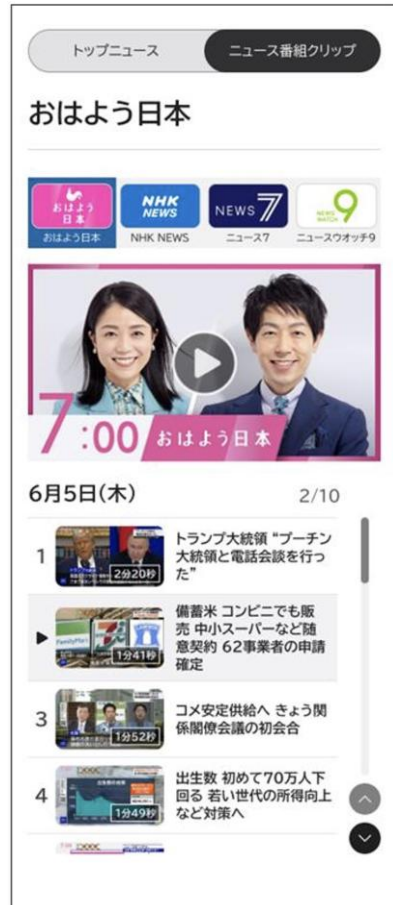 トップニュース
ニュース番組クリップ
おはよう日本
おはよう
日本
NHK
NEWS
NEWS 7
NEWS
WATCH 9
おはよう日本
NHK NEWS
ニュース7
ニュースウオッチ9
7:00 おはよう日本
6月5日(木)
2/10
1
2分20秒
トランプ大統領 “プーチン
大統領と電話会談を行っ
た”
FamilyMart
7
1分41秒
備蓄米 コンビニでも販
売 中小スーパーなど随
意契約 62事業者の申請
確定
3
1分52秒
コメ安定供給へ きょう関
係閣僚会議の初会合
4
1分49秒
出生数 初めて70万人下
回る 若い世代の所得向上
など対策へ